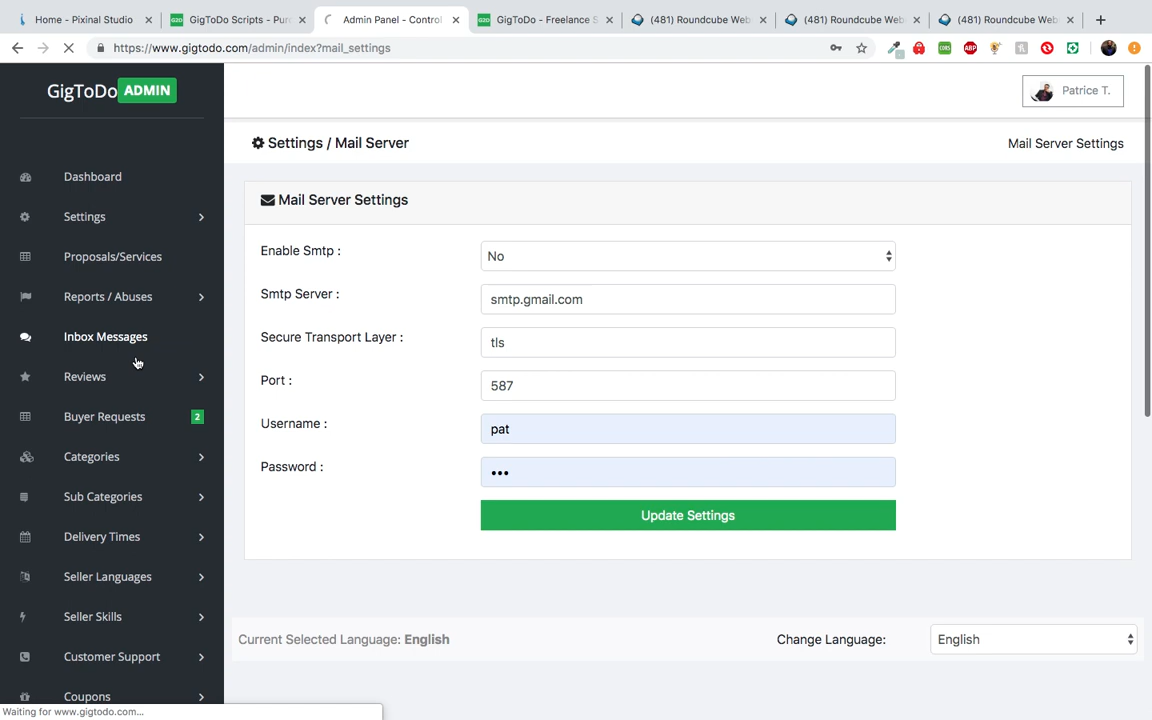 Home - Pixinal Studio
GigToDo Scripts - Pur
Admin Panel - Control
GigToDo - Freelance S
(481) Roundcube Web
(481) Roundcube Web
(481) Roundcube Web
https://www.gigtodo.com/admin/index?mail_settings
GigToDo ADMIN
Patrice T.
Settings / Mail Server
Mail Server Settings
Dashboard
Settings
Proposals/Services
Reports / Abuses
Inbox Messages
Reviews
Buyer Requests 2
Categories
Sub Categories
Delivery Times
Seller Languages
Seller Skills
Customer Support
Coupons
Mail Server Settings
Enable Smtp : No
Smtp Server : smtp.gmail.com
Secure Transport Layer : tls
Port : 587
Username : pat
Password : •••
Update Settings
Current Selected Language: English
Change Language: English
Waiting for www.gigtodo.com...